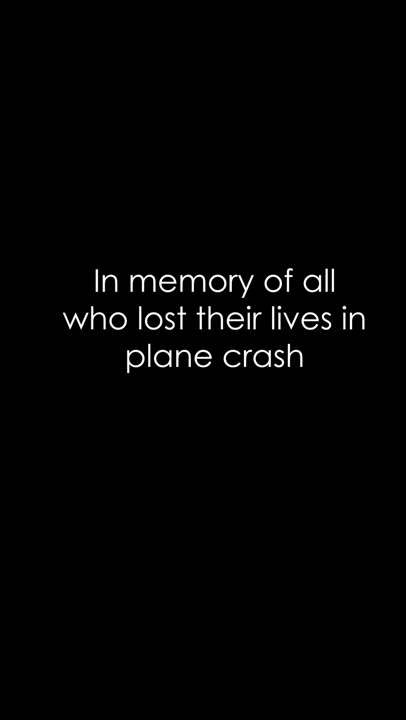 In memory of all
who lost their lives in
plane crash